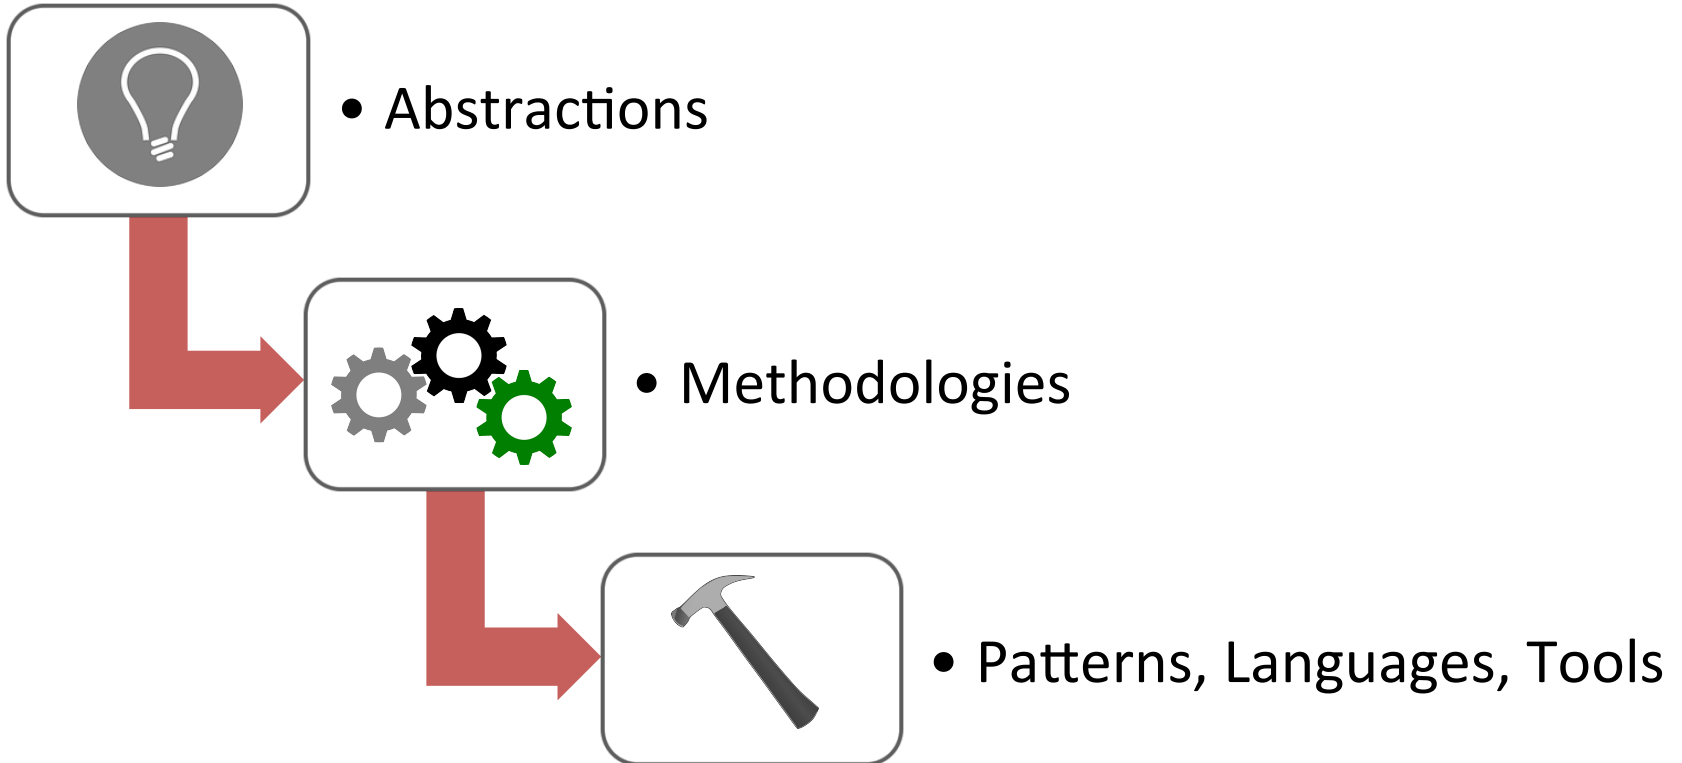 • Abstractions
• Methodologies
• Patterns, Languages, Tools